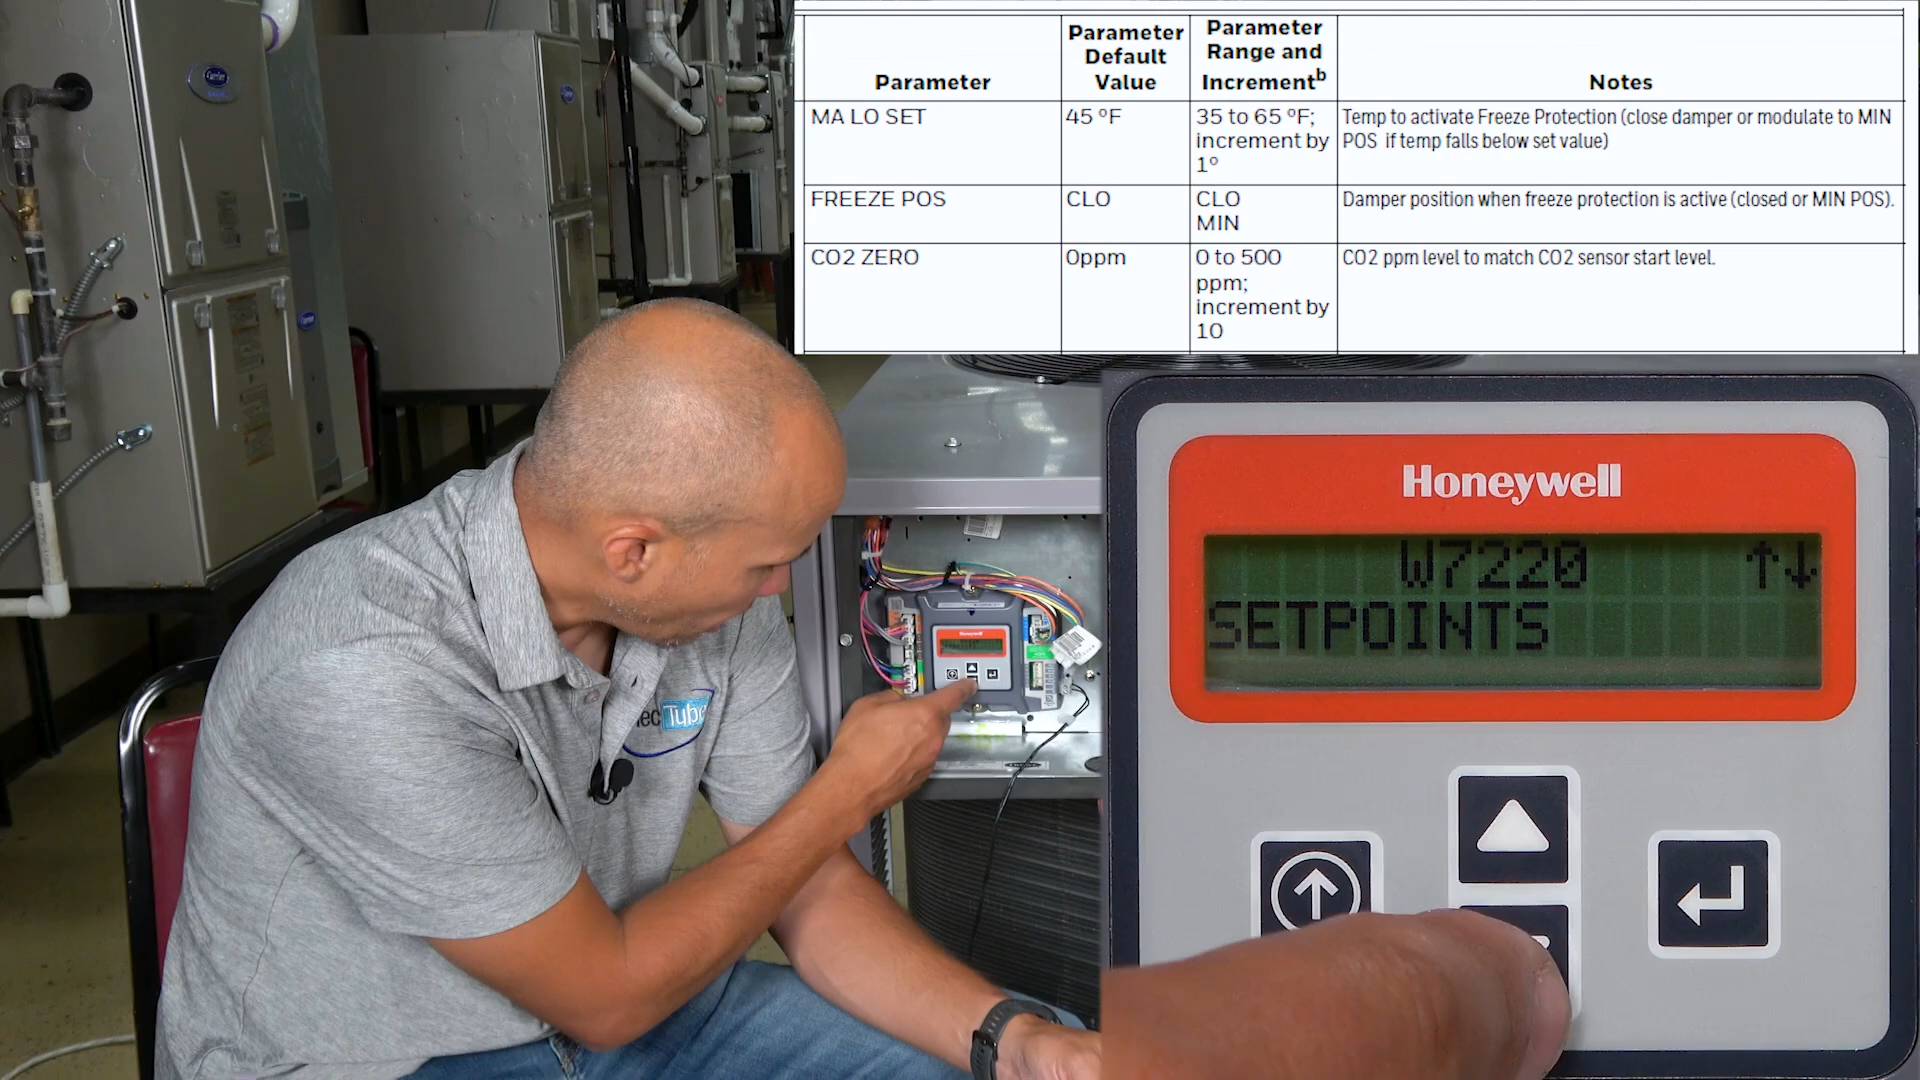 Parameter
Parameter
Default
Value
Parameter
Range and
Increment^b
Notes
MA LO SET
45 °F
35 to 65 °F;
increment by
1°
Temp to activate Freeze Protection (close damper or modulate to MIN
POS if temp falls below set value)
FREEZE POS
CLO
CLO
MIN
Damper position when freeze protection is active (closed or MIN POS).
CO2 ZERO
0ppm
0 to 500
ppm;
increment by
10
CO2 ppm level to match CO2 sensor start level.
Carrier
Honeywell
W7220 ↑↓
SETPOINTS
Honeywell
Tube